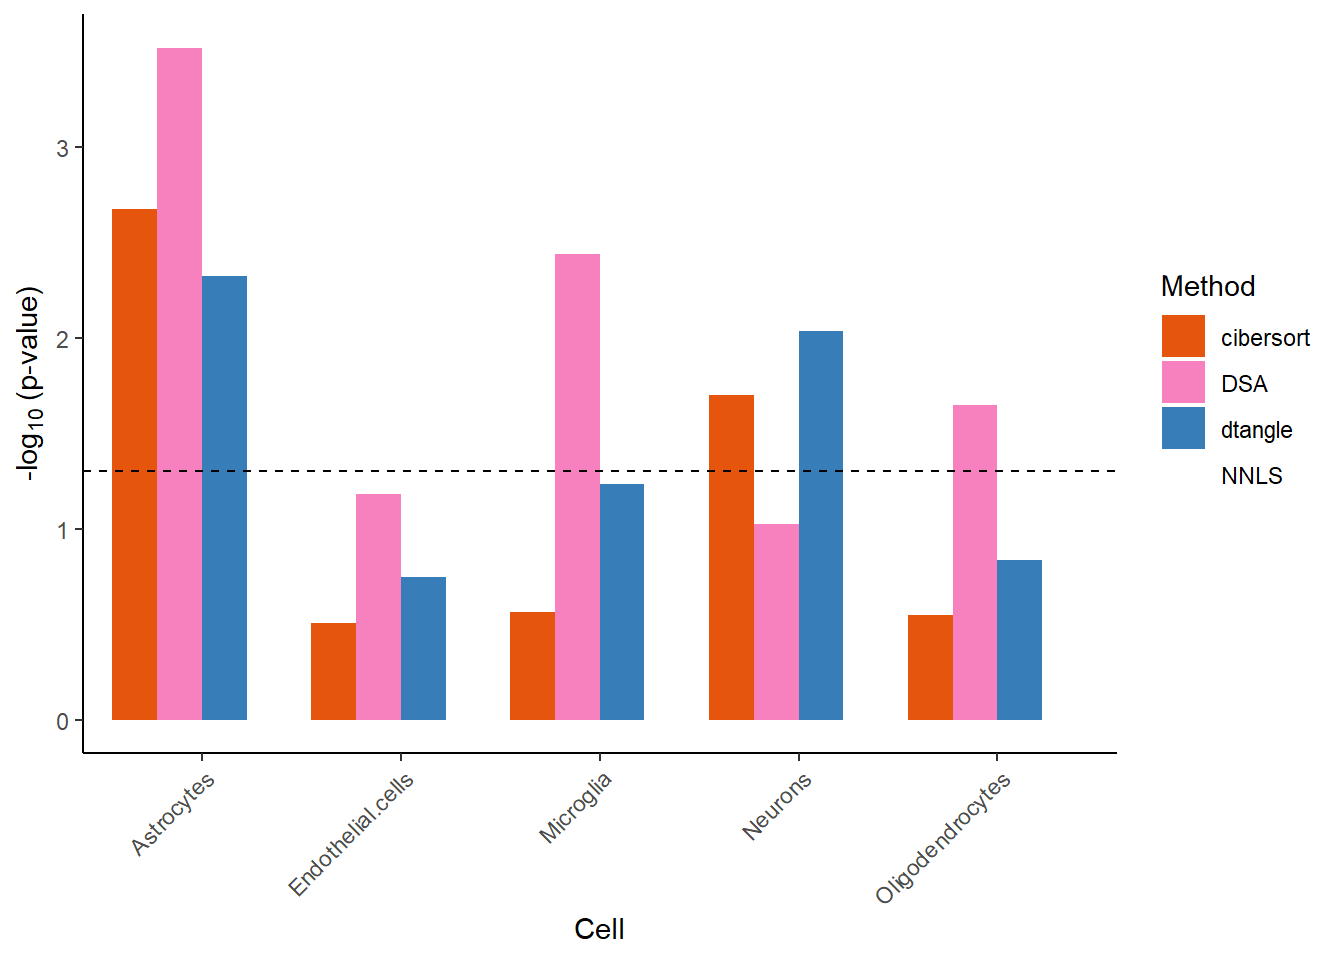 -log10 (p-value)
3
2
1
0
Astrocytes
Endothelial.cells
Microglia
Neurons
Oligodendrocytes
Cell
Method
cibersort
DSA
dtangle
NNLS